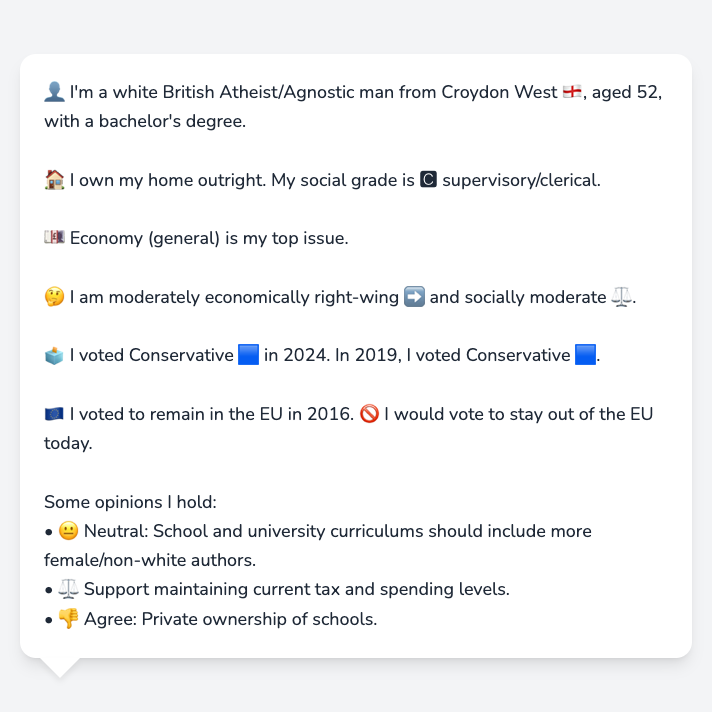 👤 I'm a white British Atheist/Agnostic man from Croydon West 🏴󠁧󠁢󠁥󠁮󠁧󠁿, aged 52,
with a bachelor's degree.
🏠 I own my home outright. My social grade is 🅲 supervisory/clerical.
💷 Economy (general) is my top issue.
🤔 I am moderately economically right-wing ➡️ and socially moderate ⚖️.
🗳️ I voted Conservative 🟦 in 2024. In 2019, I voted Conservative 🟦.
🇪🇺 I voted to remain in the EU in 2016. 🚫 I would vote to stay out of the EU
today.
Some opinions I hold:
• 😐 Neutral: School and university curriculums should include more
female/non-white authors.
• ⚖️ Support maintaining current tax and spending levels.
• 👎 Agree: Private ownership of schools.